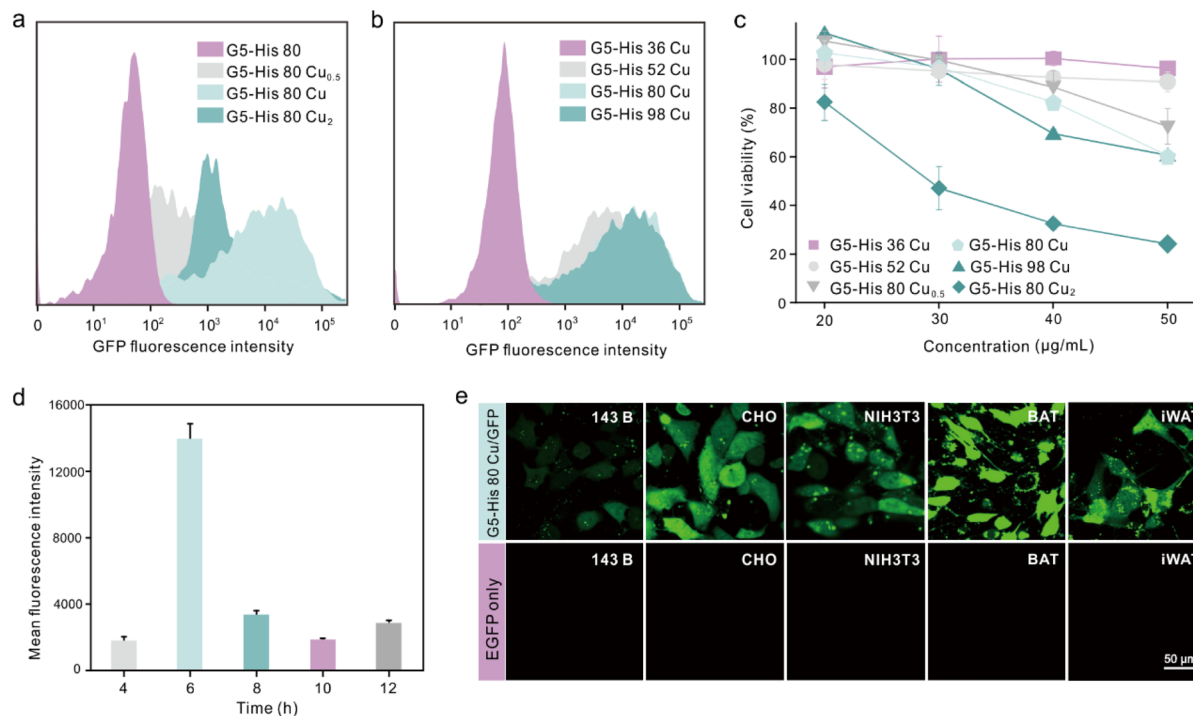 a
G5-His 80
G5-His 80 Cu0.5
G5-His 80 Cu
G5-His 80 Cu2
0 10¹ 10² 10³ 10⁴ 10⁵
GFP fluorescence intensity
b
G5-His 36 Cu
G5-His 52 Cu
G5-His 80 Cu
G5-His 98 Cu
0 10¹ 10² 10³ 10⁴ 10⁵
GFP fluorescence intensity
c
Cell viability (%)
100
80
60
40
20
0
G5-His 36 Cu
G5-His 52 Cu
G5-His 80 Cu0.5
G5-His 80 Cu
G5-His 98 Cu
G5-His 80 Cu2
20 30 40 50
Concentration (μg/mL)
d
Mean fluorescence intensity
16000
12000
8000
4000
0
4 6 8 10 12
Time (h)
e
G5-His 80 Cu/GFP
143 B CHO NIH3T3 BAT iWAT
EGFP only
143 B CHO NIH3T3 BAT iWAT
50 μm